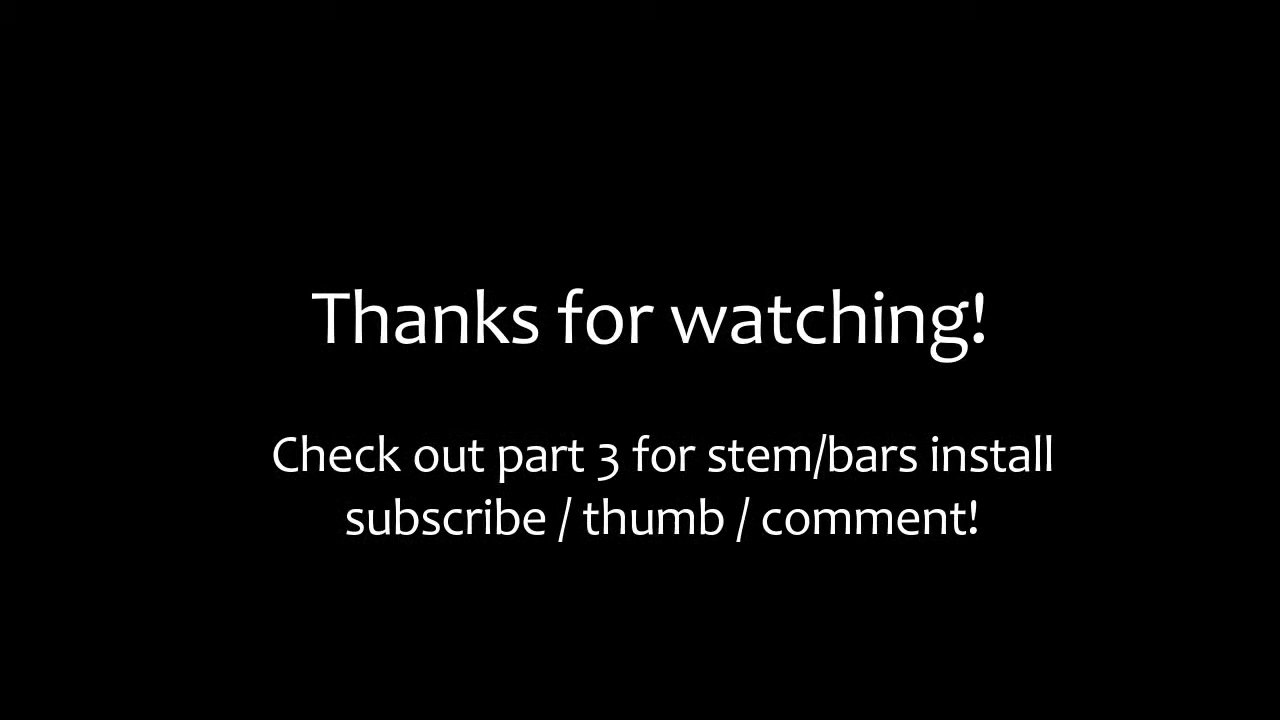 Thanks for watching!
Check out part 3 for stem/bars install
subscribe / thumb / comment!